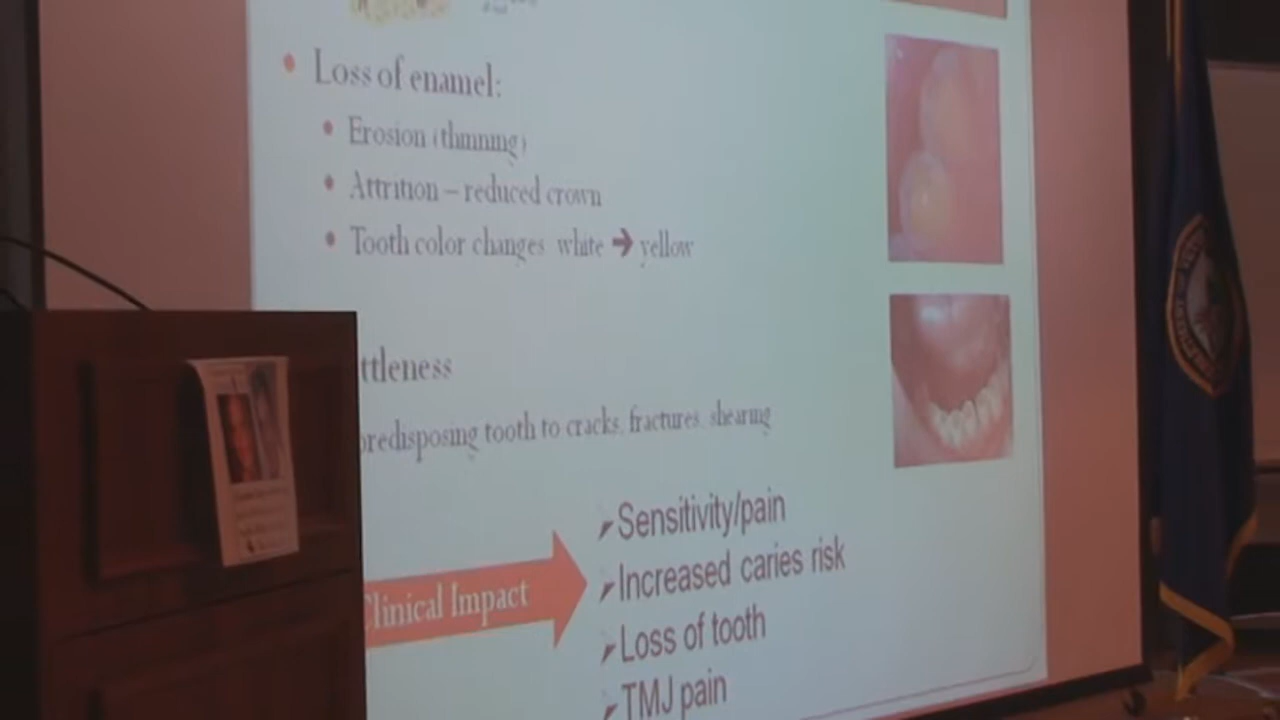 Loss of enamel:
Erosion (thinning)
Attrition – reduced crown
Tooth color changes white ➔ yellow
ttleness
predisposing tooth to cracks, fractures, shearing
Clinical Impact
Sensitivity/pain
Increased caries risk
Loss of tooth
TMJ pain